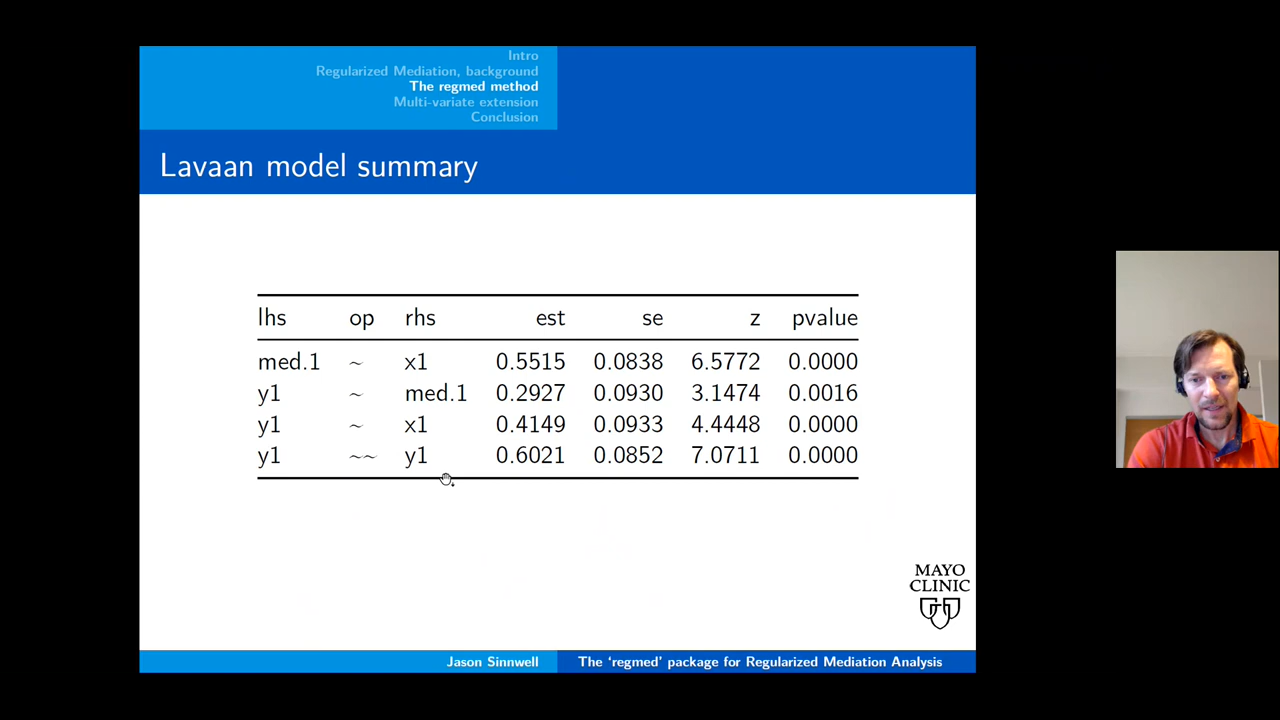 Intro
Regularized Mediation, background
The regmed method
Multi-variate extension
Conclusion
Lavaan model summary
lhs op rhs est se z pvalue
med.1 ~ x1 0.5515 0.0838 6.5772 0.0000
y1 ~ med.1 0.2927 0.0930 3.1474 0.0016
y1 ~ x1 0.4149 0.0933 4.4448 0.0000
y1 ~~ y1 0.6021 0.0852 7.0711 0.0000
MAYO
CLINIC
Jason Sinnwell The ‘regmed’ package for Regularized Mediation Analysis